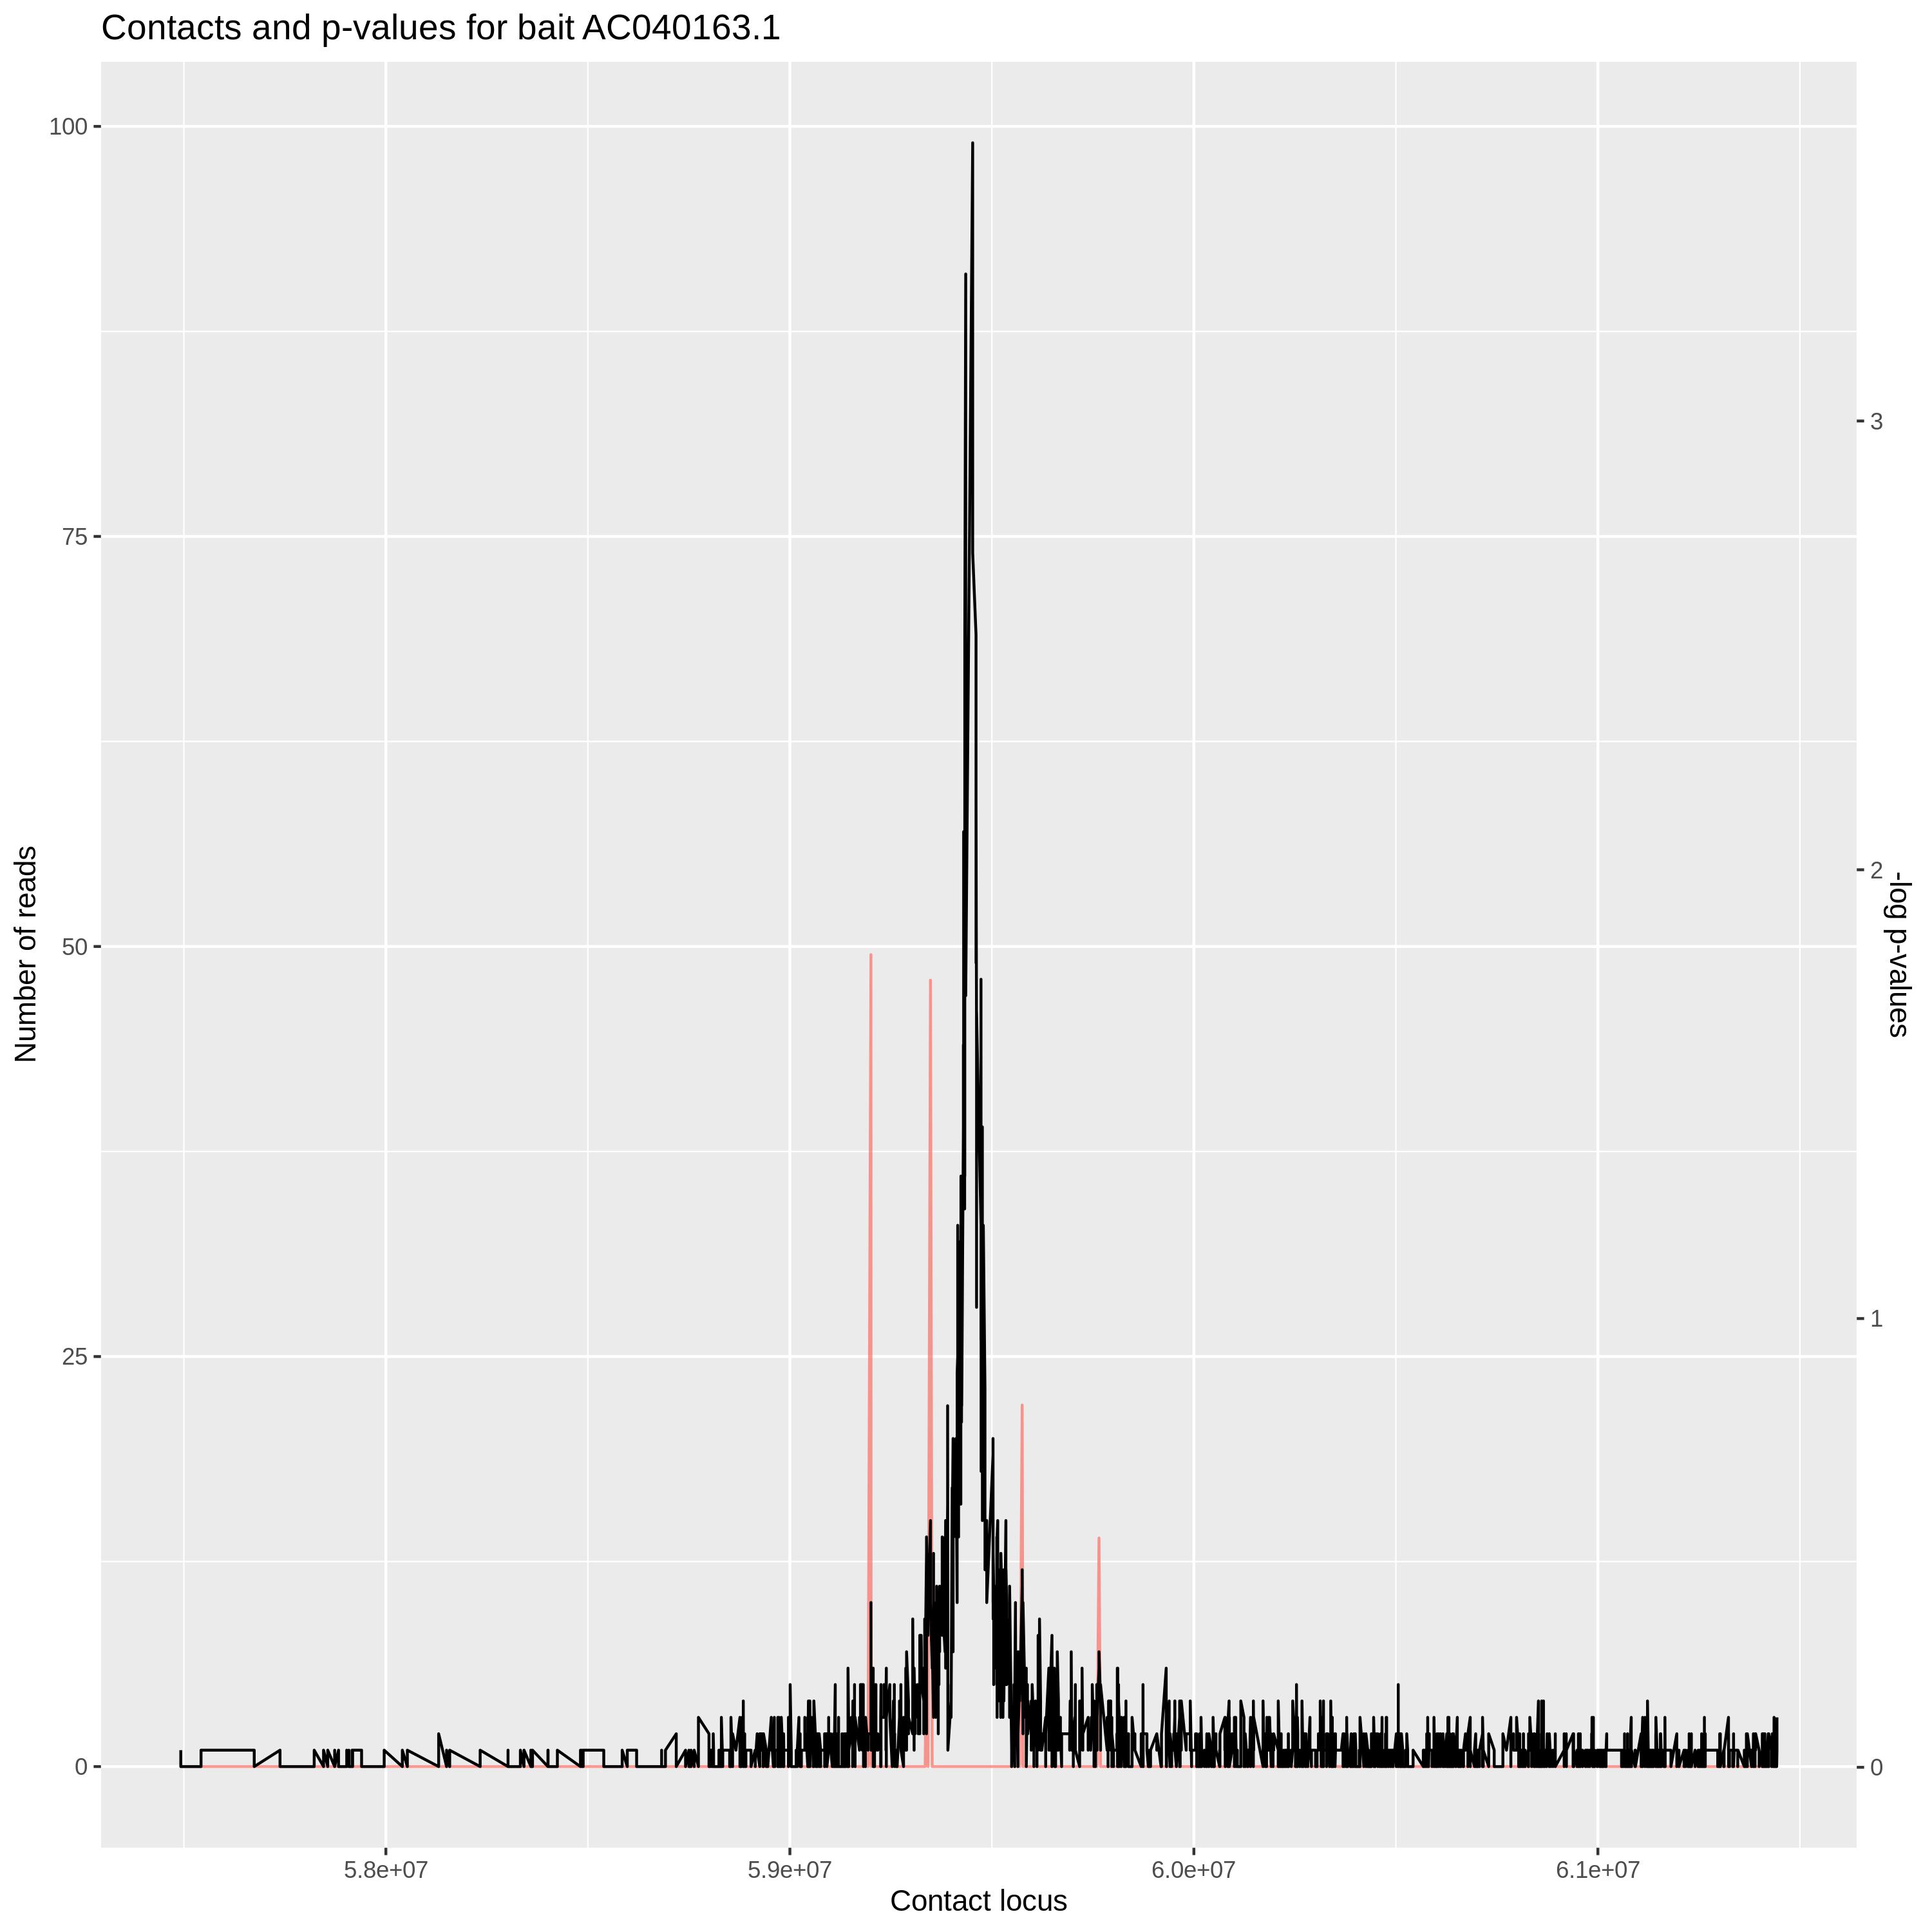 Contacts and p-values for bait AC040163.1
100
75
50
25
0
Number of reads
3
2
1
0
-log p-values
5.8e+07
5.9e+07
6.0e+07
6.1e+07
Contact locus